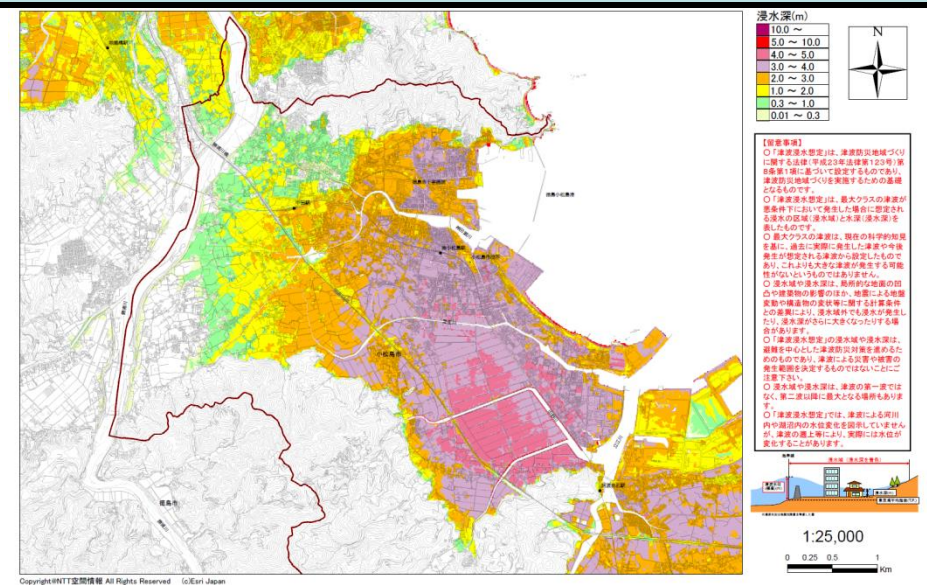 浸水深(m)
10.0 ～
5.0 ～ 10.0
4.0 ～ 5.0
3.0 ～ 4.0
2.0 ～ 3.0
1.0 ～ 2.0
0.3 ～ 1.0
0.01 ～ 0.3
N
【留意事項】
○「津波浸水想定」は、津波防災地域づくり
に関する法律(平成23年法律第123号)第
8条第1項に基づいて設定するものであり、
津波防災地域づくりを実施するための基礎
となるものです。
○「津波浸水想定」は、最大クラスの津波が
悪条件下において発生した場合に想定され
る浸水の区域(浸水域)と水深(浸水深)を
表したものです。
○ 最大クラスの津波は、現在の科学的知見
を基に、過去に実際に発生した津波や今後
発生が想定される津波から設定したもので
あり、これよりも大きな津波が発生する可能
性がないというものではありません。
○ 浸水域や浸水深は、局所的な地面の凹
凸や建築物の影響のほか、地震による地盤
変動や構造物の変状等に関する計算条件
との差異により、浸水域外でも浸水が発生し
たり、浸水深がさらに大きくなったりする場
合があります。
○「津波浸水想定」の浸水域や浸水深は、
避難を中心とした津波防災対策を進めるた
めのものであり、津波による災害や被害の
発生範囲を決定するものではないことにご
注意下さい。
○ 浸水域や浸水深は、津波の第一波では
なく、第二波以降に最大となる場所もありま
す。
○「津波浸水想定」では、津波による河川
内や湖沼内の水位変化を図示していません
が、津波の遡上等により、実際には水位が
変化することがあります。
小松島市
徳島市
1:25,000
0 0.25 0.5 1
Km
Copyright©NTT空間情報 All Rights Reserved (c)Esri Japan